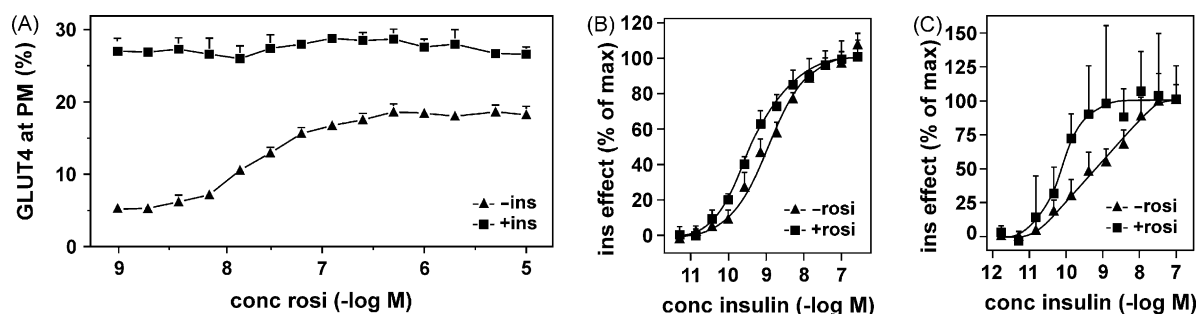 (A)
GLUT4 at PM (%)
30
20
10
0
–ins
+ins
9 8 7 6 5
conc rosi (-log M)
(B)
ins effect (% of max)
120
100
80
60
40
20
0
–rosi
+rosi
11 10 9 8 7
conc insulin (-log M)
(C)
ins effect (% of max)
150
125
100
75
50
25
0
–rosi
+rosi
12 11 10 9 8 7
conc insulin (-log M)